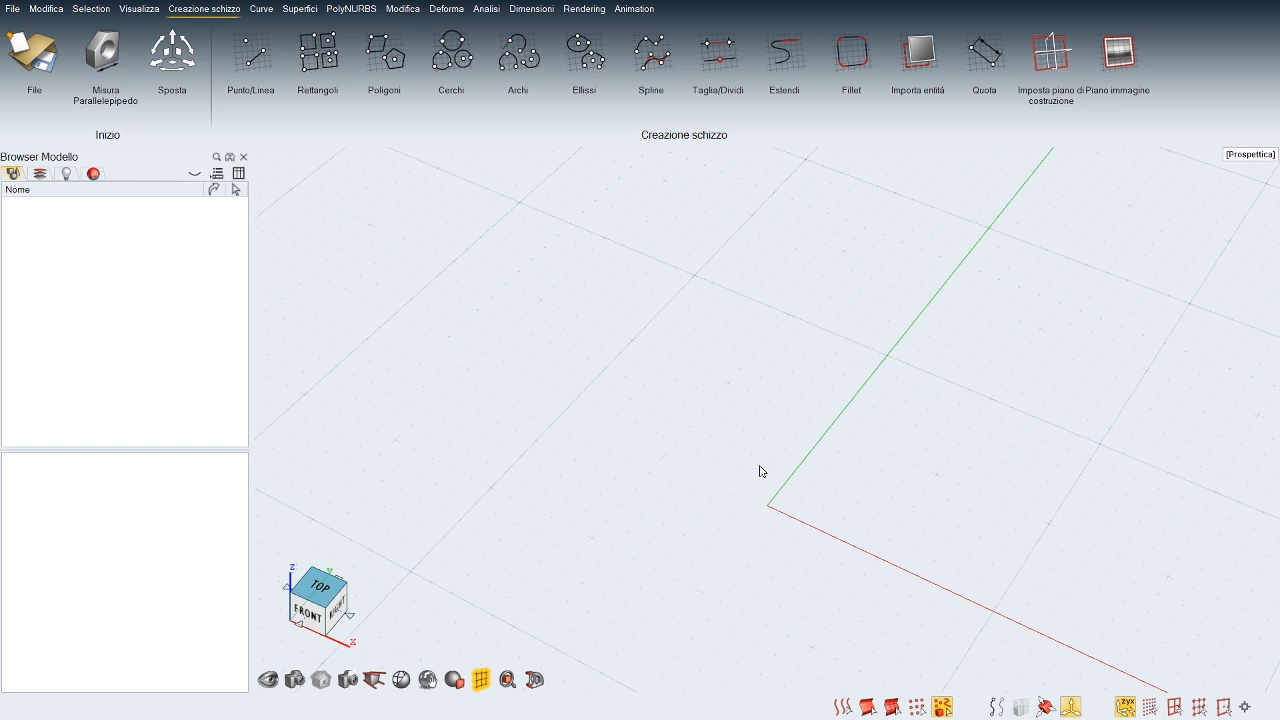 File Modifica Selection Visualizza Creazione schizzo Curve Superfici PolyNURBS Modifica Deforma Analisi Dimensioni Rendering Animation
File Misura Parallelepipedo Sposta Punto/Linea Rettangoli Poligoni Cerchi Archi Ellissi Spline Taglia/Dividi Estendi Fillet Importa entità Quota Imposta piano di costruzione Piano immagine
Inizio Creazione schizzo
Browser Modello
[Prospettica]
Nome
z y
TOP
FRONT RIGHT
x
zyx